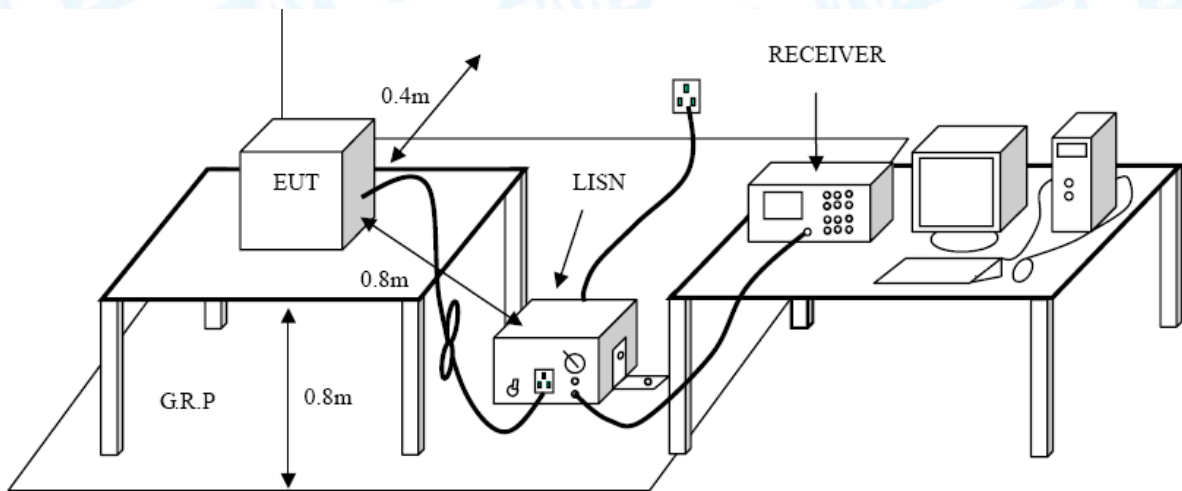 RECEIVER
0.4m
EUT
LISN
0.8m
G.R.P
0.8m